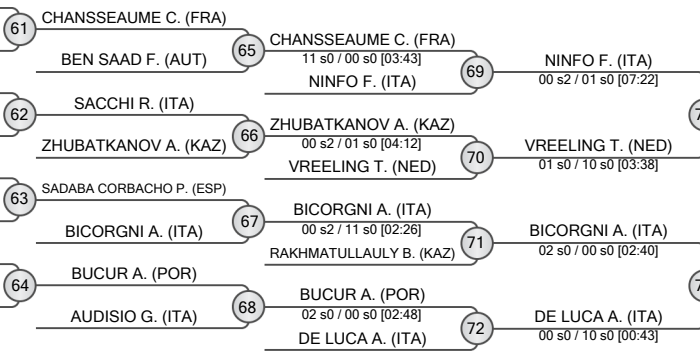 61
CHANSSEAUME C. (FRA)
BEN SAAD F. (AUT)
65
CHANSSEAUME C. (FRA)
11 s0 / 00 s0 [03:43]
NINFO F. (ITA)
69
NINFO F. (ITA)
00 s2 / 01 s0 [07:22]
62
SACCHI R. (ITA)
ZHUBATKANOV A. (KAZ)
66
ZHUBATKANOV A. (KAZ)
00 s2 / 01 s0 [04:12]
VREELING T. (NED)
70
VREELING T. (NED)
01 s0 / 10 s0 [03:38]
63
SADABA CORBACHO P. (ESP)
BICORGNI A. (ITA)
67
BICORGNI A. (ITA)
00 s2 / 11 s0 [02:26]
RAKHMATULLAULY B. (KAZ)
71
BICORGNI A. (ITA)
02 s0 / 00 s0 [02:40]
64
BUCUR A. (POR)
AUDISIO G. (ITA)
68
BUCUR A. (POR)
02 s0 / 00 s0 [02:48]
DE LUCA A. (ITA)
72
DE LUCA A. (ITA)
00 s0 / 10 s0 [00:43]